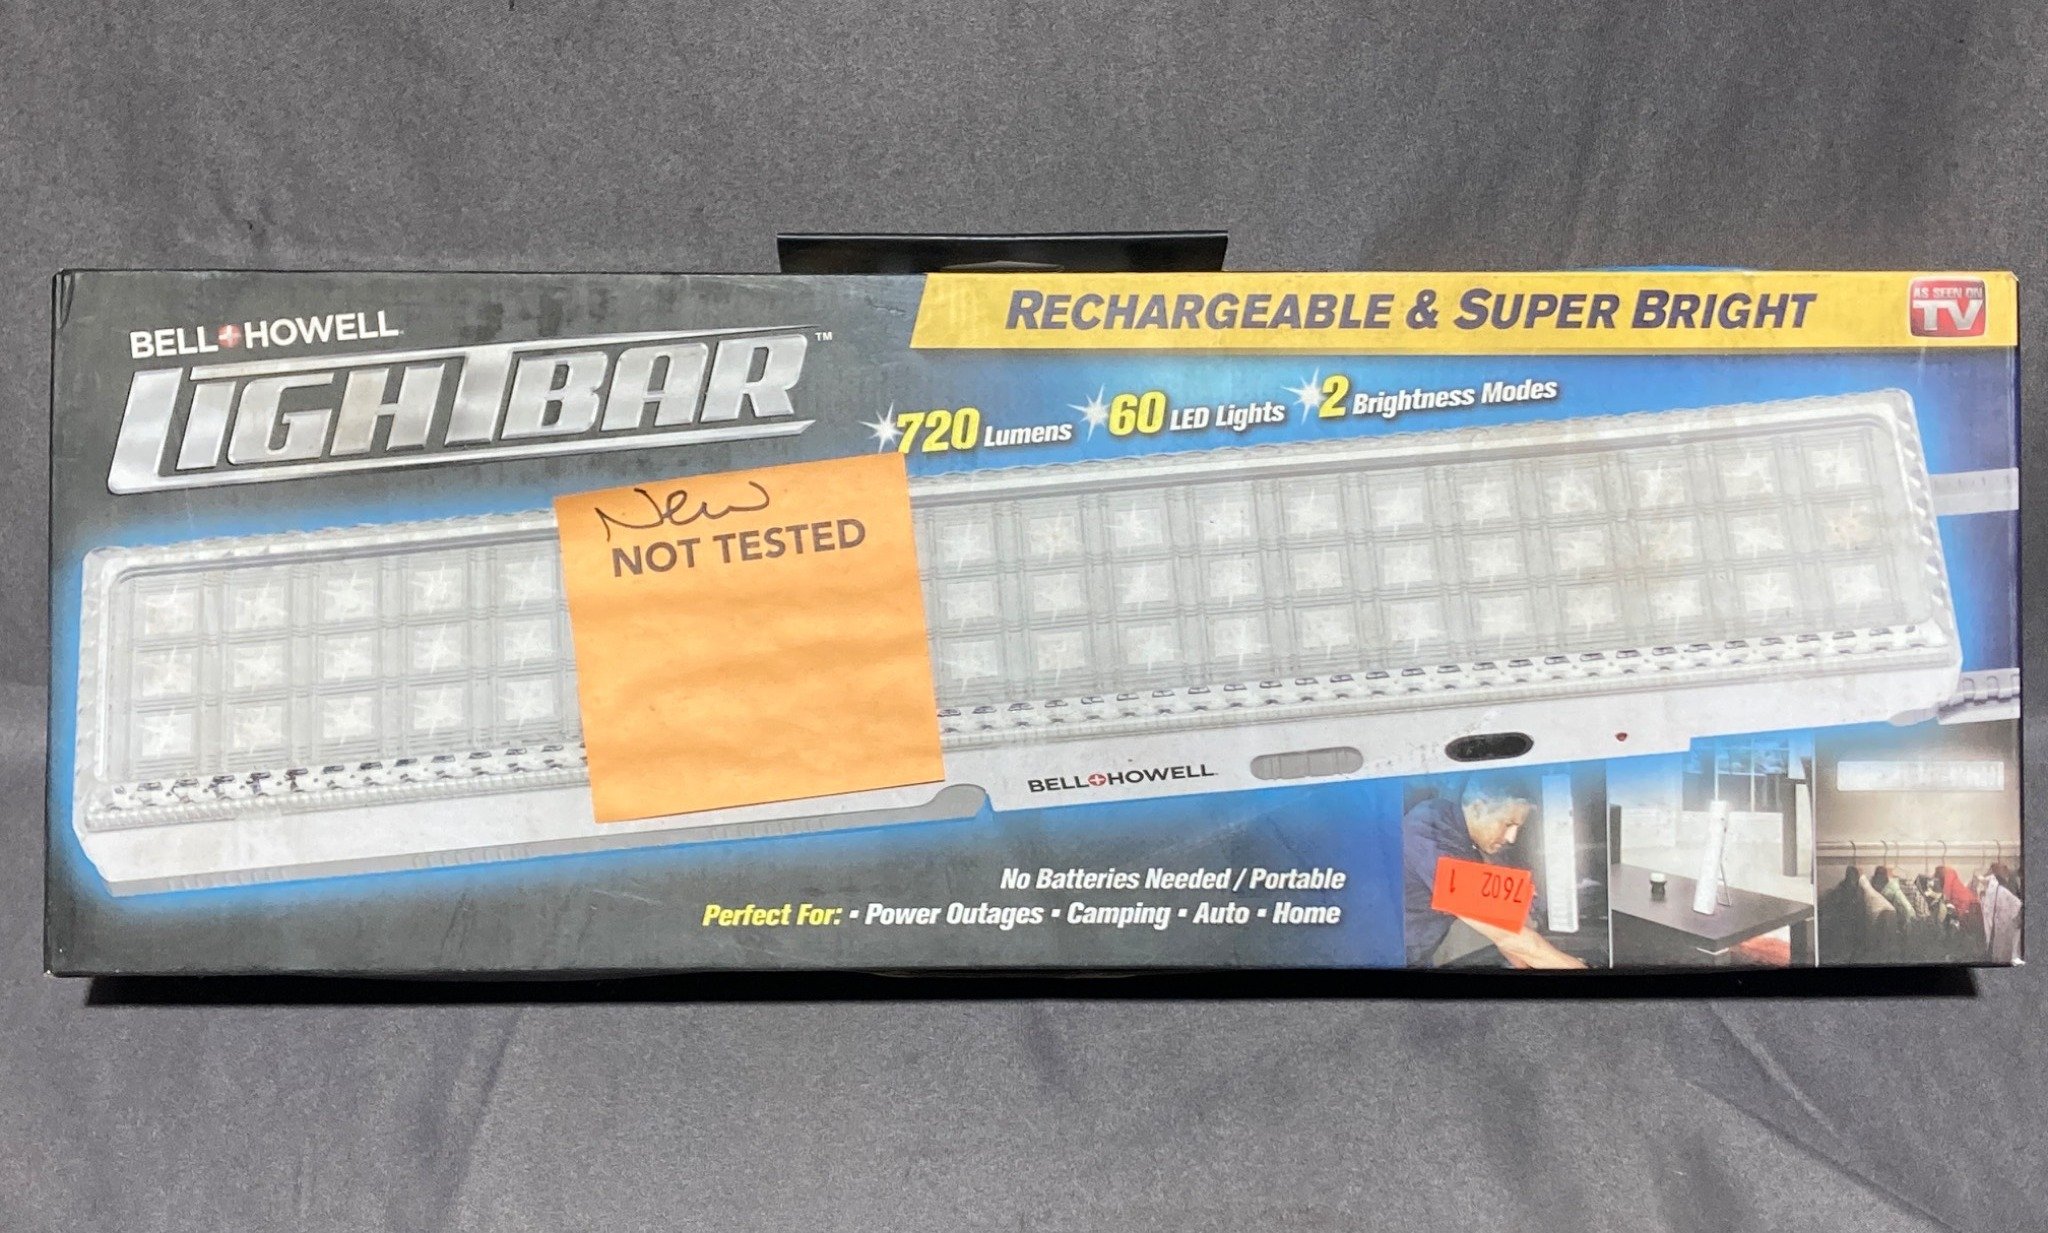 BELL+HOWELL
LIGHTBAR™
RECHARGEABLE & SUPER BRIGHT
AS SEEN ON
TV
720 Lumens 60 LED Lights 2 Brightness Modes
New
NOT TESTED
BELL+HOWELL
No Batteries Needed / Portable
Perfect For: • Power Outages • Camping • Auto • Home
7602
1